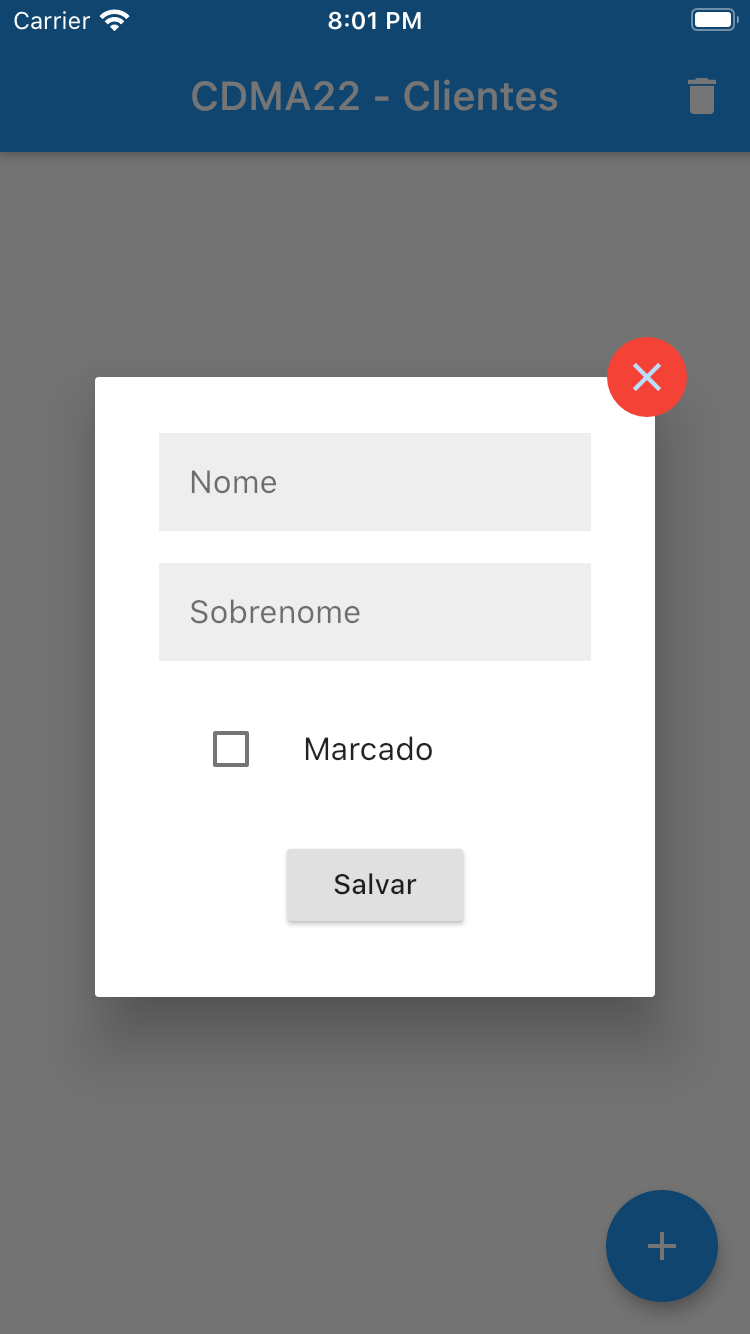 Carrier 8:01 PM
CDMA22 - Clientes
Nome
Sobrenome
Marcado
Salvar